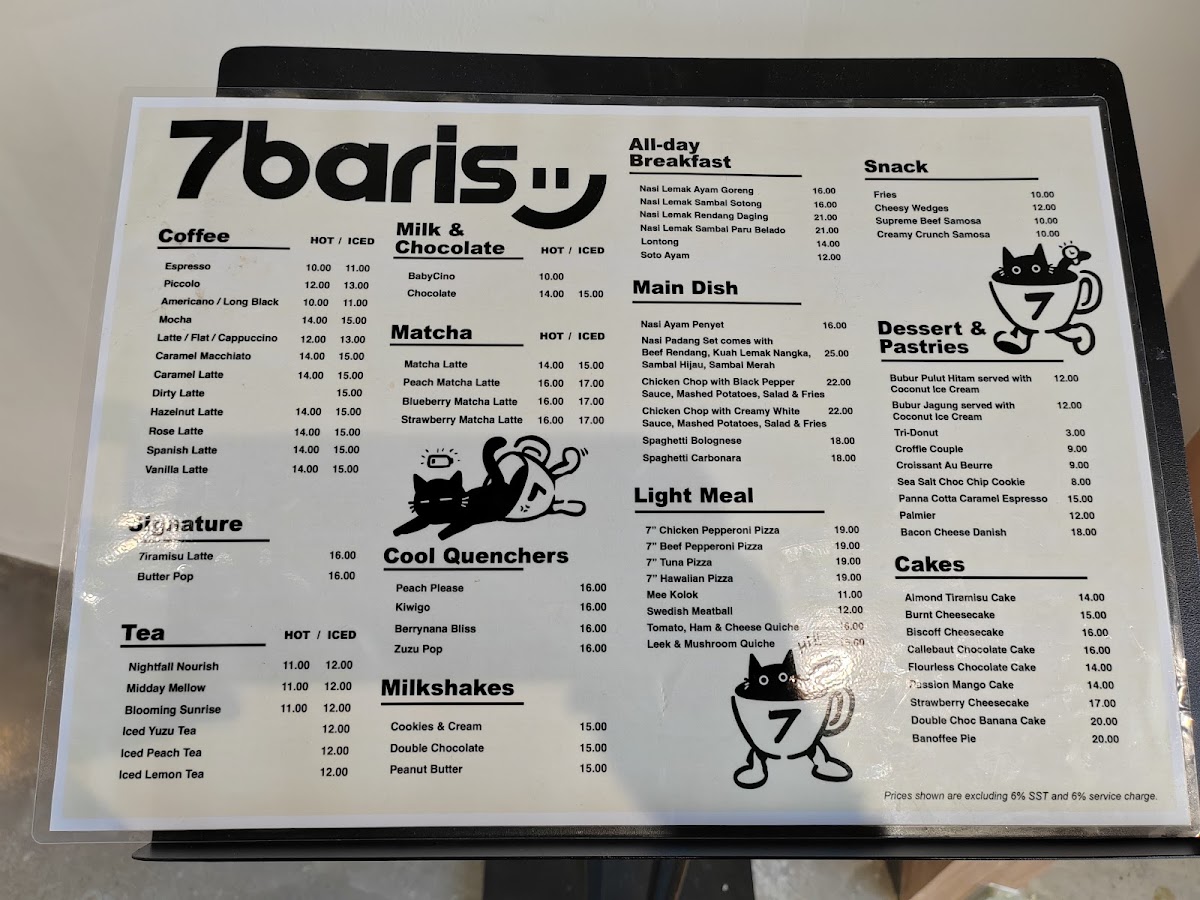 7baris
Coffee HOT / ICED
Espresso 10.00 11.00
Piccolo 12.00 13.00
Americano / Long Black 10.00 11.00
Mocha 14.00 15.00
Latte / Flat / Cappuccino 12.00 13.00
Caramel Macchiato 14.00 15.00
Caramel Latte 14.00 15.00
Dirty Latte 15.00
Hazelnut Latte 14.00 15.00
Rose Latte 14.00 15.00
Spanish Latte 14.00 15.00
Vanilla Latte 14.00 15.00
Signature
7iramisu Latte 16.00
Butter Pop 16.00
Tea HOT / ICED
Nightfall Nourish 11.00 12.00
Midday Mellow 11.00 12.00
Blooming Sunrise 11.00 12.00
Iced Yuzu Tea 12.00
Iced Peach Tea 12.00
Iced Lemon Tea 12.00
Milk &
Chocolate HOT / ICED
BabyCino 10.00
Chocolate 14.00 15.00
Matcha HOT / ICED
Matcha Latte 14.00 15.00
Peach Matcha Latte 16.00 17.00
Blueberry Matcha Latte 16.00 17.00
Strawberry Matcha Latte 16.00 17.00
7
Cool Quenchers
Peach Please 16.00
Kiwigo 16.00
Berrynana Bliss 16.00
Zuzu Pop 16.00
Milkshakes
Cookies & Cream 15.00
Double Chocolate 15.00
Peanut Butter 15.00
All-day
Breakfast
Nasi Lemak Ayam Goreng 16.00
Nasi Lemak Sambal Sotong 16.00
Nasi Lemak Rendang Daging 21.00
Nasi Lemak Sambal Paru Belado 21.00
Lontong 14.00
Soto Ayam 12.00
Main Dish
Nasi Ayam Penyet 16.00
Nasi Padang Set comes with
Beef Rendang, Kuah Lemak Nangka, 25.00
Sambal Hijau, Sambal Merah
Chicken Chop with Black Pepper 22.00
Sauce, Mashed Potatoes, Salad & Fries
Chicken Chop with Creamy White 22.00
Sauce, Mashed Potatoes, Salad & Fries
Spaghetti Bolognese 18.00
Spaghetti Carbonara 18.00
Light Meal
7" Chicken Pepperoni Pizza 19.00
7" Beef Pepperoni Pizza 19.00
7" Tuna Pizza 19.00
7" Hawaiian Pizza 19.00
Mee Kolok 11.00
Swedish Meatball 12.00
Tomato, Ham & Cheese Quiche 16.00
Leek & Mushroom Quiche
Hi!
7
Snack
Fries 10.00
Cheesy Wedges 12.00
Supreme Beef Samosa 10.00
Creamy Crunch Samosa 10.00
7
Dessert &
Pastries
Bubur Pulut Hitam served with 12.00
Coconut Ice Cream
Bubur Jagung served with 12.00
Coconut Ice Cream
Tri-Donut 3.00
Croffie Couple 9.00
Croissant Au Beurre 9.00
Sea Salt Choc Chip Cookie 8.00
Panna Cotta Caramel Espresso 15.00
Palmier 12.00
Bacon Cheese Danish 18.00
Cakes
Almond Tiramisu Cake 14.00
Burnt Cheesecake 15.00
Biscoff Cheesecake 16.00
Callebaut Chocolate Cake 16.00
Flourless Chocolate Cake 14.00
Passion Mango Cake 14.00
Strawberry Cheesecake 17.00
Double Choc Banana Cake 20.00
Banoffee Pie 20.00
Prices shown are excluding 6% SST and 6% service charge.